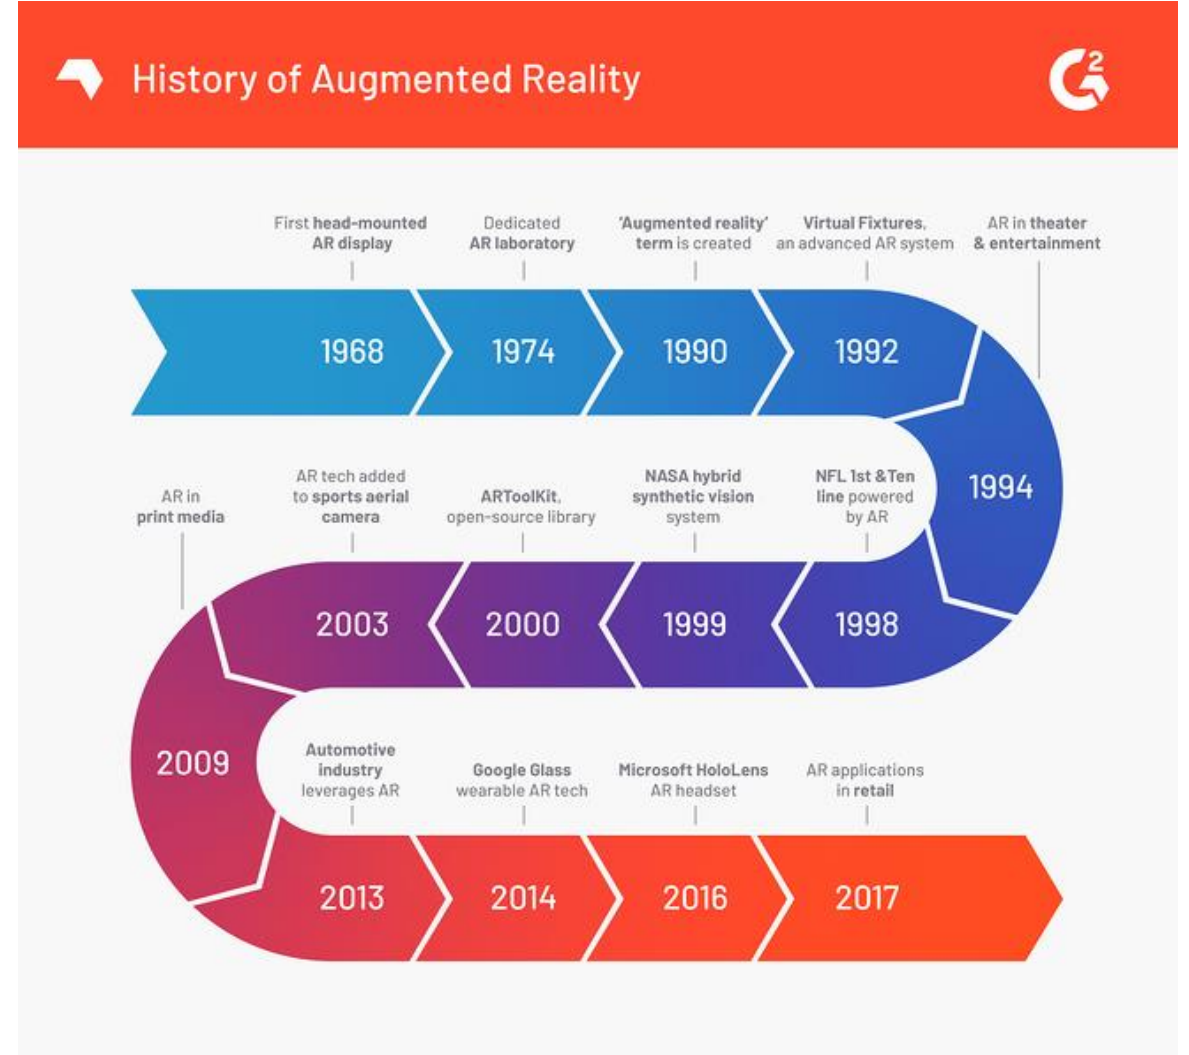 History of Augmented Reality
G2
First head-mounted
AR display
1968
Dedicated
AR laboratory
1974
'Augmented reality'
term is created
1990
Virtual Fixtures,
an advanced AR system
1992
AR in theater
& entertainment
1994
NFL 1st & Ten
line powered
by AR
1998
NASA hybrid
synthetic vision
system
1999
ARToolKit,
open-source library
2000
AR tech added
to sports aerial
camera
2003
AR in
print media
2009
Automotive
industry
leverages AR
2013
Google Glass
wearable AR tech
2014
Microsoft HoloLens
AR headset
2016
AR applications
in retail
2017